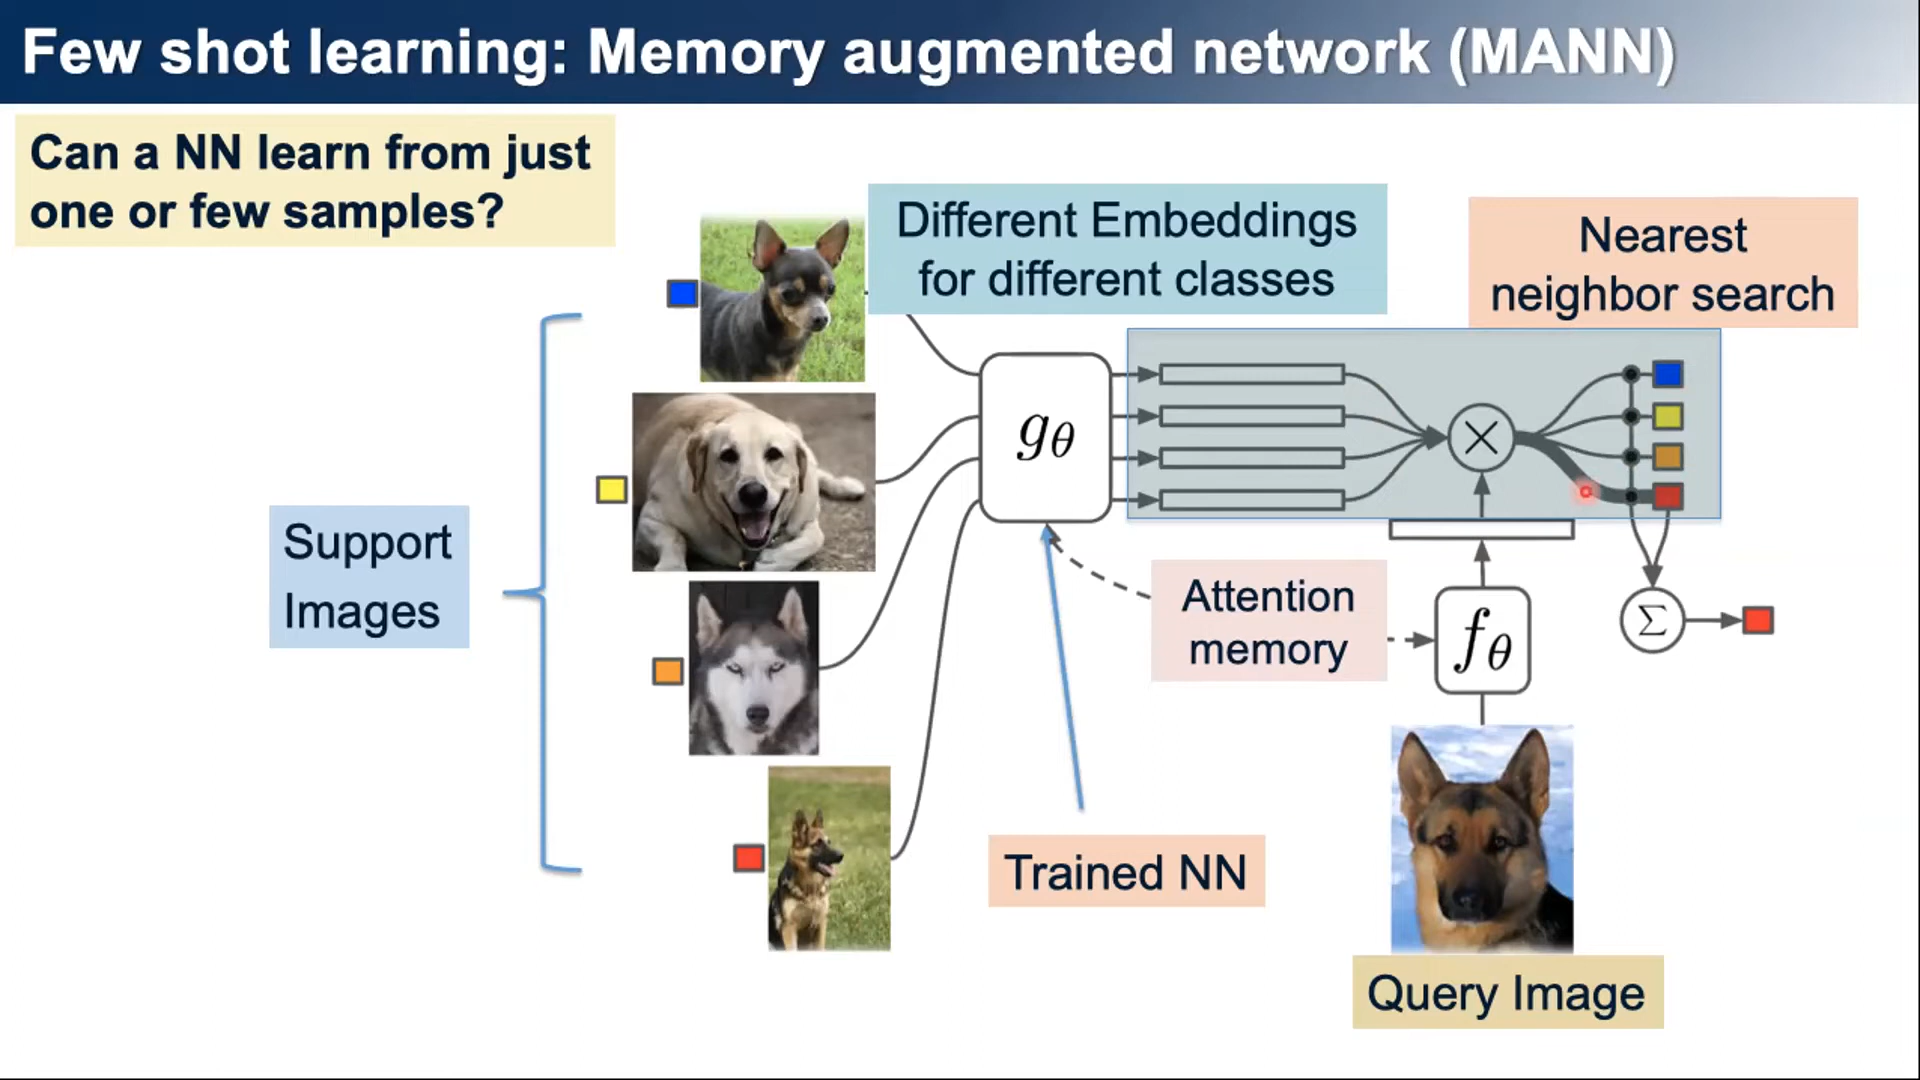 Few shot learning: Memory augmented network (MANN)
Can a NN learn from just
one or few samples?
Different Embeddings
for different classes
Nearest
neighbor search
Support
Images
gθ
Attention
memory
fθ
Σ
Trained NN
Query Image